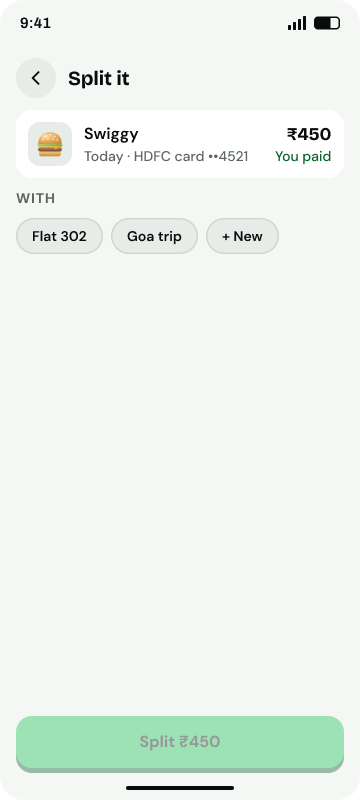 9:41
Split it
Swiggy ₹450
Today · HDFC card ••4521 You paid
WITH
Flat 302 Goa trip + New
Split ₹450